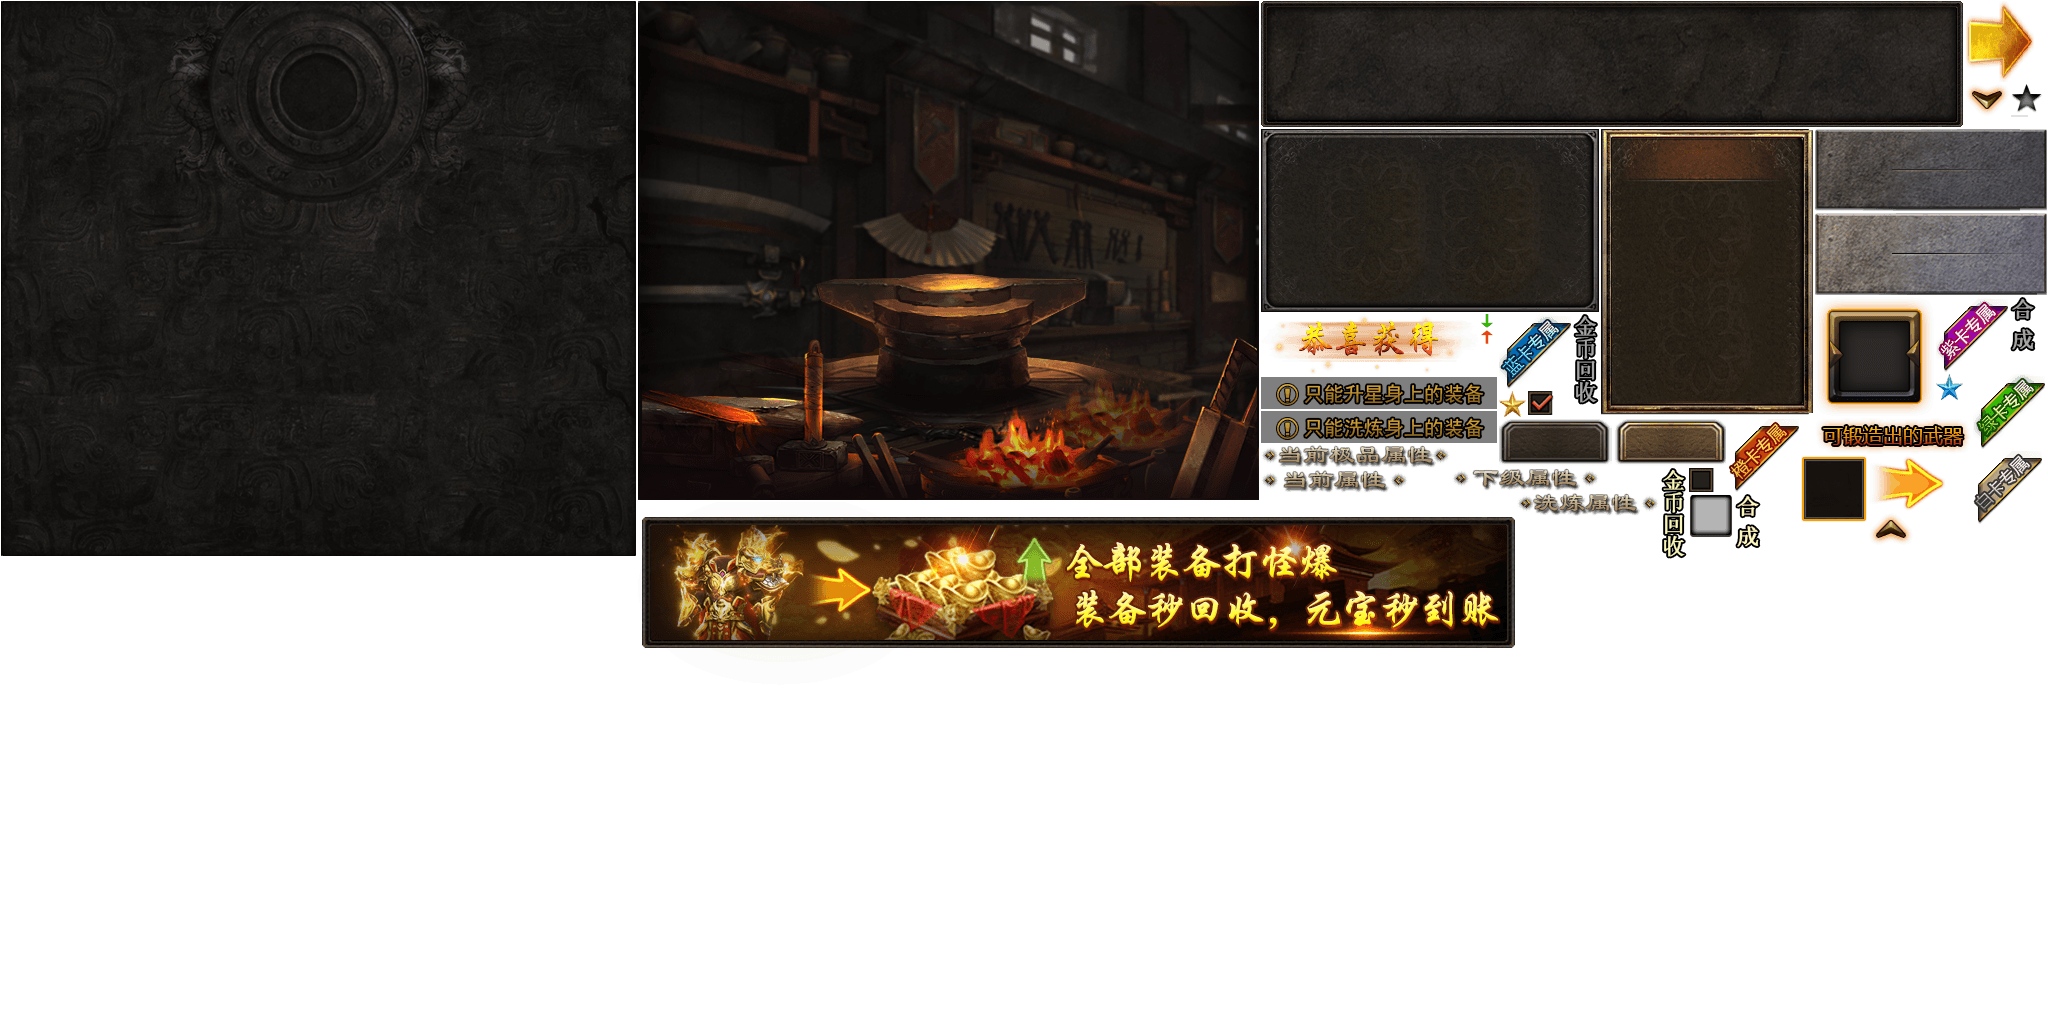 恭喜获得
蓝卡专属
金币回收
紫卡专属
合成
只能升星身上的装备
只能洗炼身上的装备
绿卡专属
可锻造出的武器
橙卡专属
当前极品属性
当前属性
下级属性
洗炼属性
金币回收
合成
白卡专属
全部装备打怪爆
装备秒回收，元宝秒到账